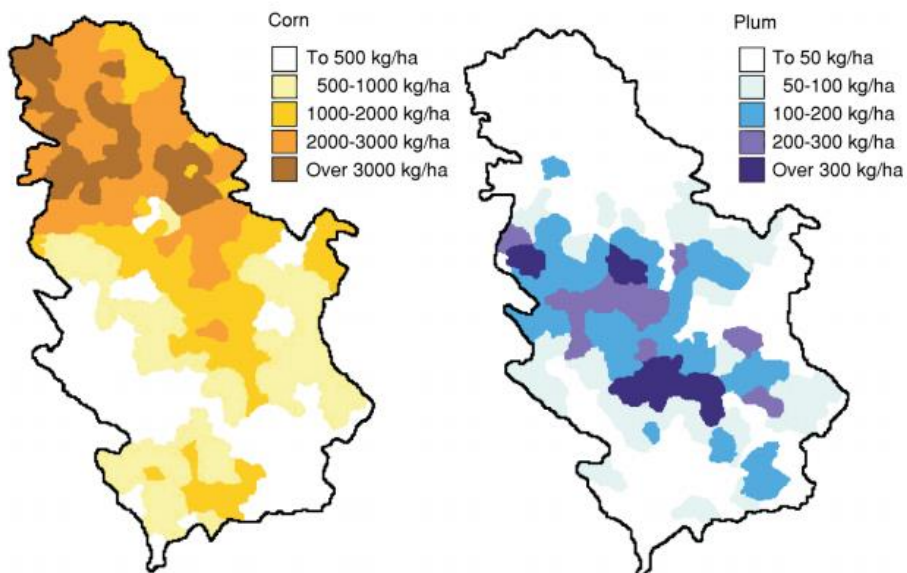 Corn
To 500 kg/ha
500-1000 kg/ha
1000-2000 kg/ha
2000-3000 kg/ha
Over 3000 kg/ha
Plum
To 50 kg/ha
50-100 kg/ha
100-200 kg/ha
200-300 kg/ha
Over 300 kg/ha